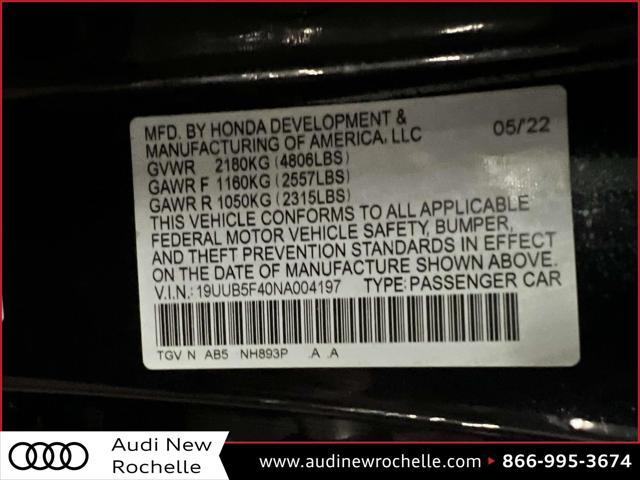 MFD. BY HONDA DEVELOPMENT &
MANUFACTURING OF AMERICA, LLC 05/'22
GVWR 2180KG (4806LBS)
GAWR F 1160KG (2557LBS)
GAWR R 1050KG (2315LBS)
THIS VEHICLE CONFORMS TO ALL APPLICABLE
FEDERAL MOTOR VEHICLE SAFETY, BUMPER,
AND THEFT PREVENTION STANDARDS IN EFFECT
ON THE DATE OF MANUFACTURE SHOWN ABOVE.
V.I.N.: 19UUB5F40NA004197 TYPE: PASSENGER CAR
TGV N AB5 NH893P .A .A
Audi New
Rochelle
www.audinewrochelle.com 866-995-3674